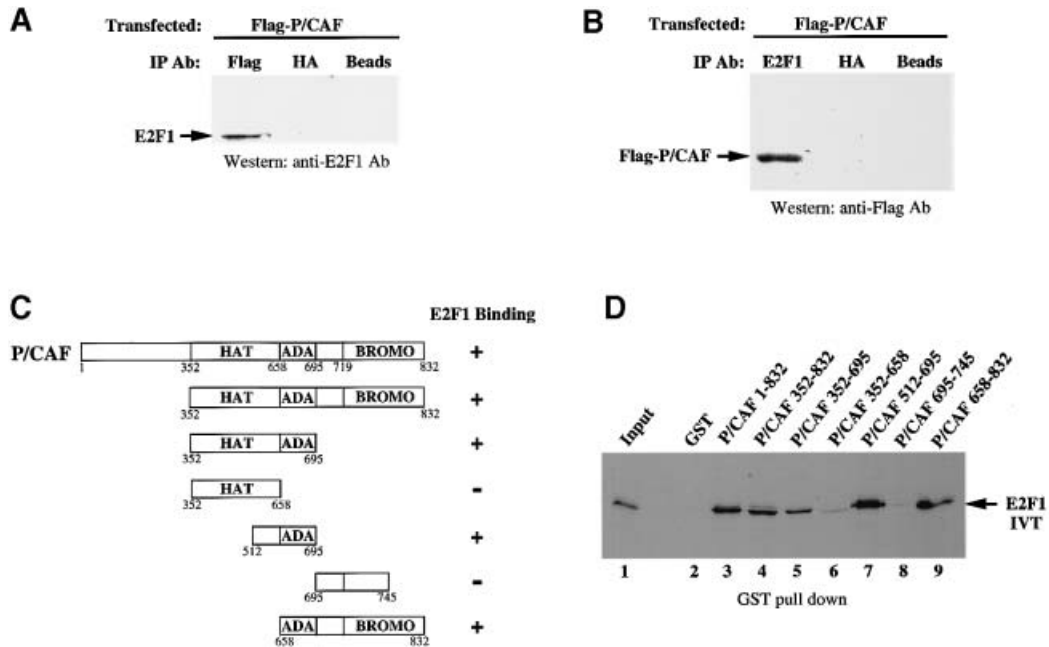 A
Transfected: Flag-P/CAF
IP Ab: Flag HA Beads
E2F1
Western: anti-E2F1 Ab
B
Transfected: Flag-P/CAF
IP Ab: E2F1 HA Beads
Flag-P/CAF
Western: anti-Flag Ab
C
E2F1 Binding
P/CAF HAT ADA BROMO +
1 352 658 695 719 832
HAT ADA BROMO +
352 832
HAT ADA +
352 695
HAT -
352 658
ADA +
512 695
-
695 745
ADA BROMO +
658 832
D
Input
GST
P/CAF 1-832
P/CAF 352-832
P/CAF 352-695
P/CAF 352-658
P/CAF 512-695
P/CAF 695-745
P/CAF 658-832
E2F1
IVT
1 2 3 4 5 6 7 8 9
GST pull down